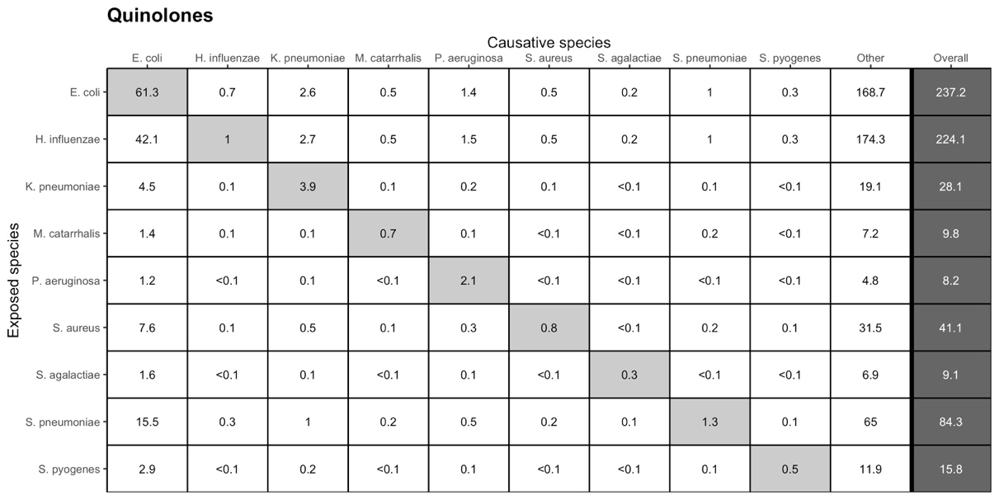 Quinolones
Causative species
E. coli H. influenzae K. pneumoniae M. catarrhalis P. aeruginosa S. aureus S. agalactiae S. pneumoniae S. pyogenes Other Overall
E. coli 61.3 0.7 2.6 0.5 1.4 0.5 0.2 1 0.3 168.7 237.2
H. influenzae 42.1 1 2.7 0.5 1.5 0.5 0.2 1 0.3 174.3 224.1
K. pneumoniae 4.5 0.1 3.9 0.1 0.2 0.1 <0.1 0.1 <0.1 19.1 28.1
M. catarrhalis 1.4 0.1 0.1 0.7 0.1 <0.1 <0.1 0.2 <0.1 7.2 9.8
P. aeruginosa 1.2 <0.1 0.1 <0.1 2.1 <0.1 <0.1 <0.1 <0.1 4.8 8.2
S. aureus 7.6 0.1 0.5 0.1 0.3 0.8 <0.1 0.2 0.1 31.5 41.1
S. agalactiae 1.6 <0.1 0.1 <0.1 0.1 <0.1 0.3 <0.1 <0.1 6.9 9.1
S. pneumoniae 15.5 0.3 1 0.2 0.5 0.2 0.1 1.3 0.1 65 84.3
S. pyogenes 2.9 <0.1 0.2 <0.1 0.1 <0.1 <0.1 0.1 0.5 11.9 15.8
Exposed species